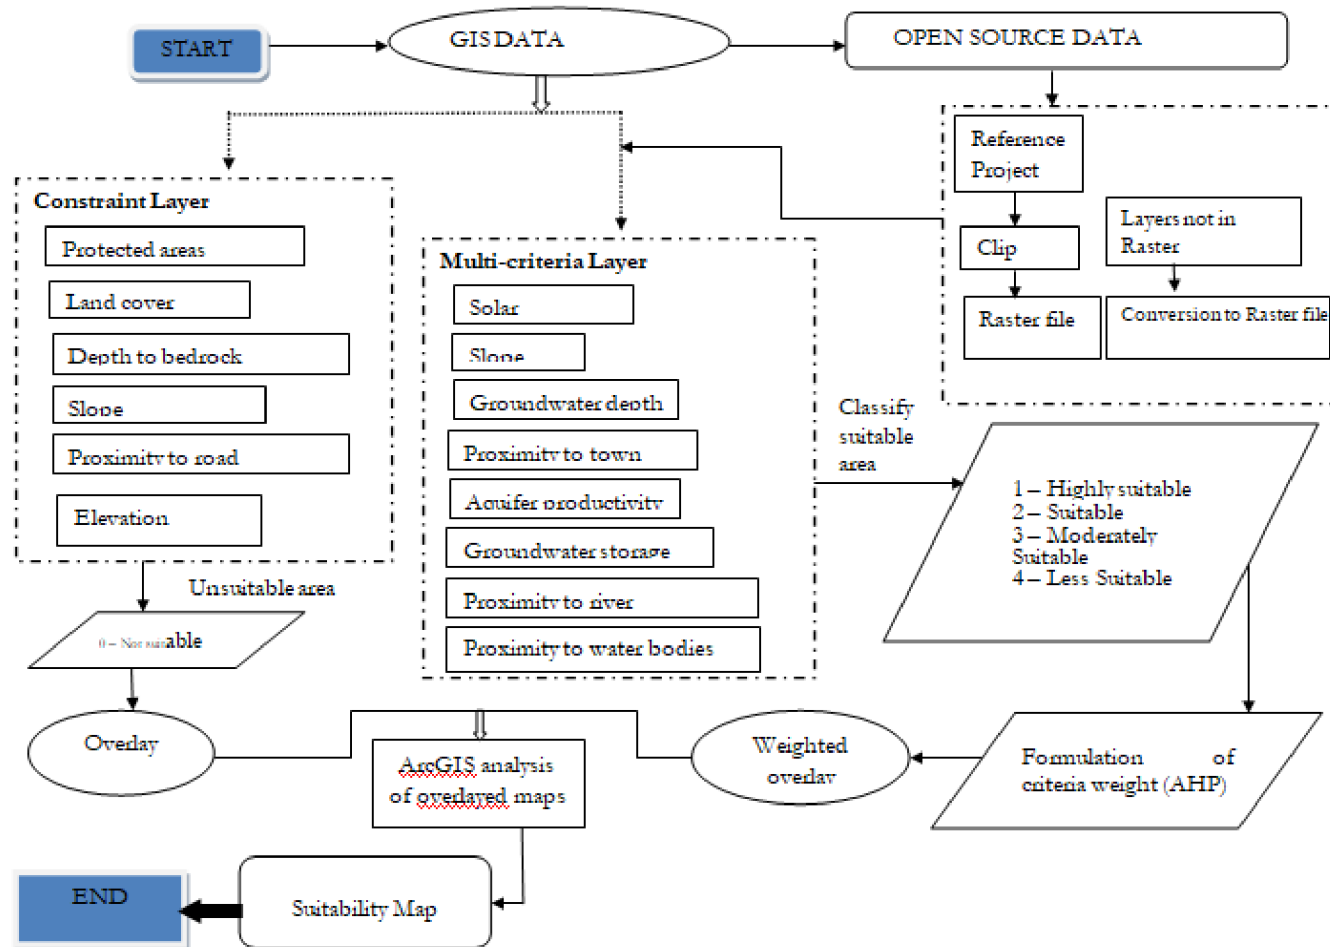 START
GIS DATA
OPEN SOURCE DATA
Reference
Project
Layers not in
Raster
Clip
Raster file
Conversion to Raster file
Constraint Layer
Protected areas
Land cover
Depth to bedrock
Slope
Proximity to road
Elevation
Multi-criteria Layer
Solar
Slope
Groundwater depth
Proximity to town
Aquifer productivity
Groundwater storage
Proximity to river
Proximity to water bodies
Classify
suitable
area
1 – Highly suitable
2 – Suitable
3 – Moderately
Suitable
4 – Less Suitable
Unsuitable area
0 – Not suitable
Overlay
ArcGIS analysis
of overlayed maps
Weighted
overlay
Formulation of
criteria weight (AHP)
END
Suitability Map